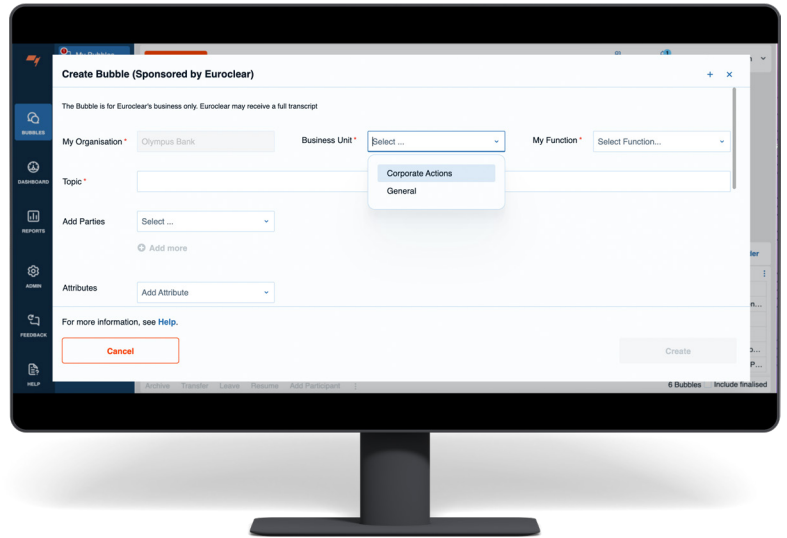 My Bubbles
Create Bubble (Sponsored by Euroclear)
The Bubble is for Euroclear's business only. Euroclear may receive a full transcript
My Organisation *
Olympus Bank
Business Unit *
Select ...
My Function *
Select Function...
Corporate Actions
General
Topic *
Add Parties
Select ...
Add more
Attributes
Add Attribute
For more information, see Help.
Cancel
Create
BUBBLES
DASHBOARD
REPORTS
ADMIN
FEEDBACK
HELP
Archive Transfer Leave Resume Add Participant
6 Bubbles Include finalised